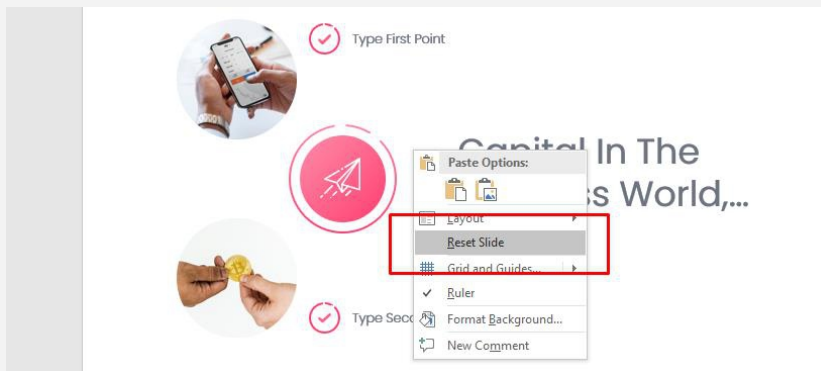 Type First Point
Capital In The
ss World,...
Paste Options:
Layout
Reset Slide
Grid and Guides...
Ruler
Format Background...
New Comment
Type Seco